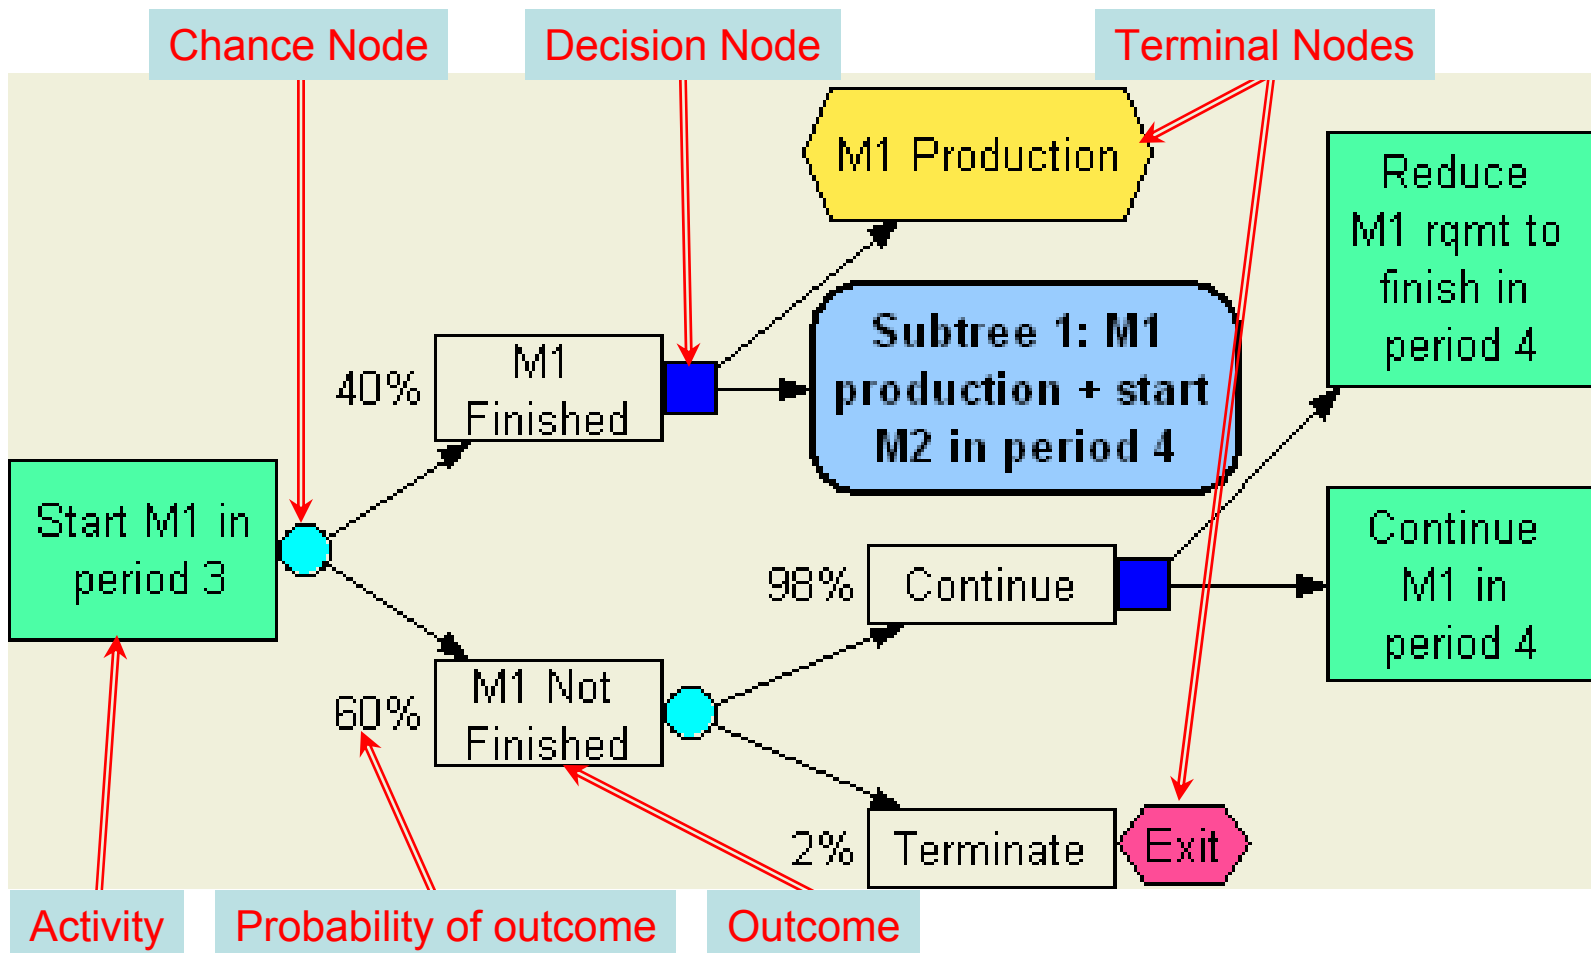 Chance Node
Decision Node
Terminal Nodes
M1 Production
Reduce
M1 rqmt to
finish in
period 4
Subtree 1: M1
production + start
M2 in period 4
40%
M1
Finished
Start M1 in
period 3
98%
Continue
Continue
M1 in
period 4
60%
M1 Not
Finished
2%
Terminate
Exit
Activity
Probability of outcome
Outcome